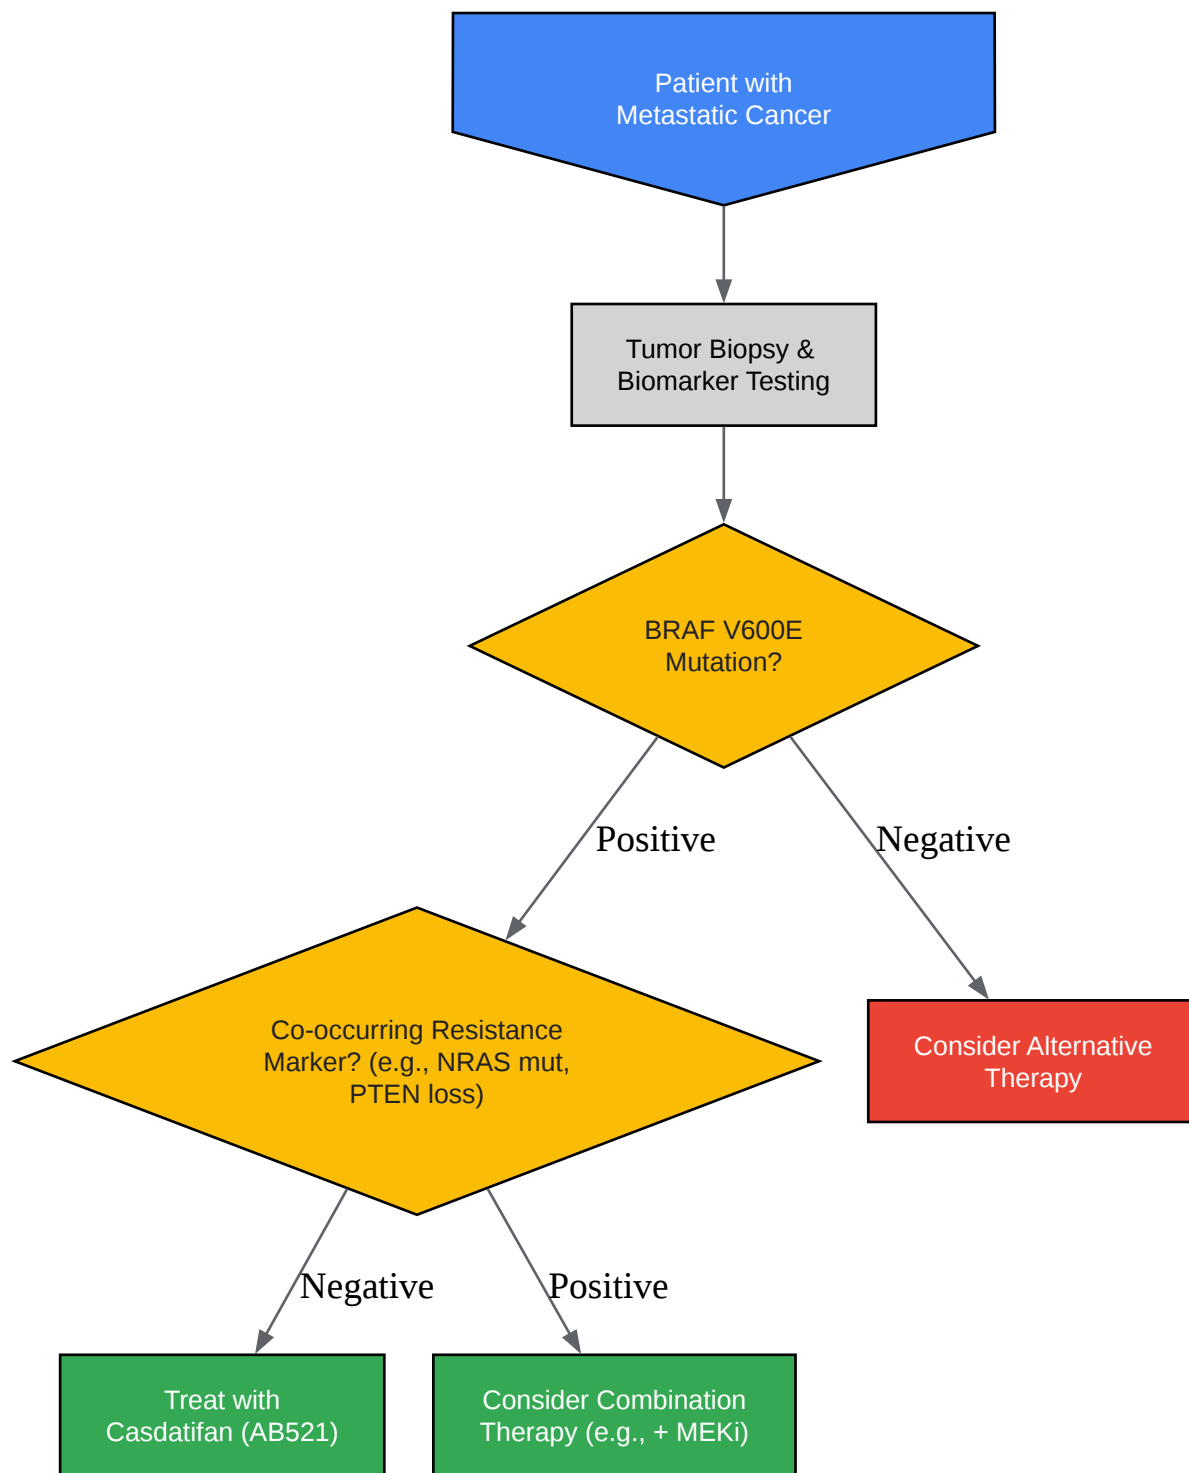 Patient with
Metastatic Cancer
Tumor Biopsy &
Biomarker Testing
BRAF V600E
Mutation?
Positive
Negative
Co-occurring Resistance
Marker? (e.g., NRAS mut,
PTEN loss)
Consider Alternative
Therapy
Negative
Positive
Treat with
Casdatifan (AB521)
Consider Combination
Therapy (e.g., + MEKi)